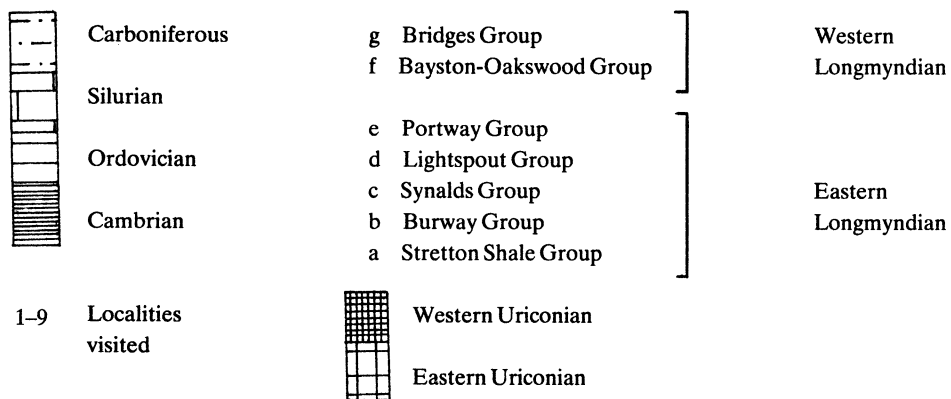 Carboniferous
Silurian
Ordovician
Cambrian
1–9 Localities
visited
g Bridges Group
f Bayston-Oakswood Group
Western
Longmyndian
e Portway Group
d Lightspout Group
c Synalds Group
b Burway Group
a Stretton Shale Group
Eastern
Longmyndian
Western Uriconian
Eastern Uriconian